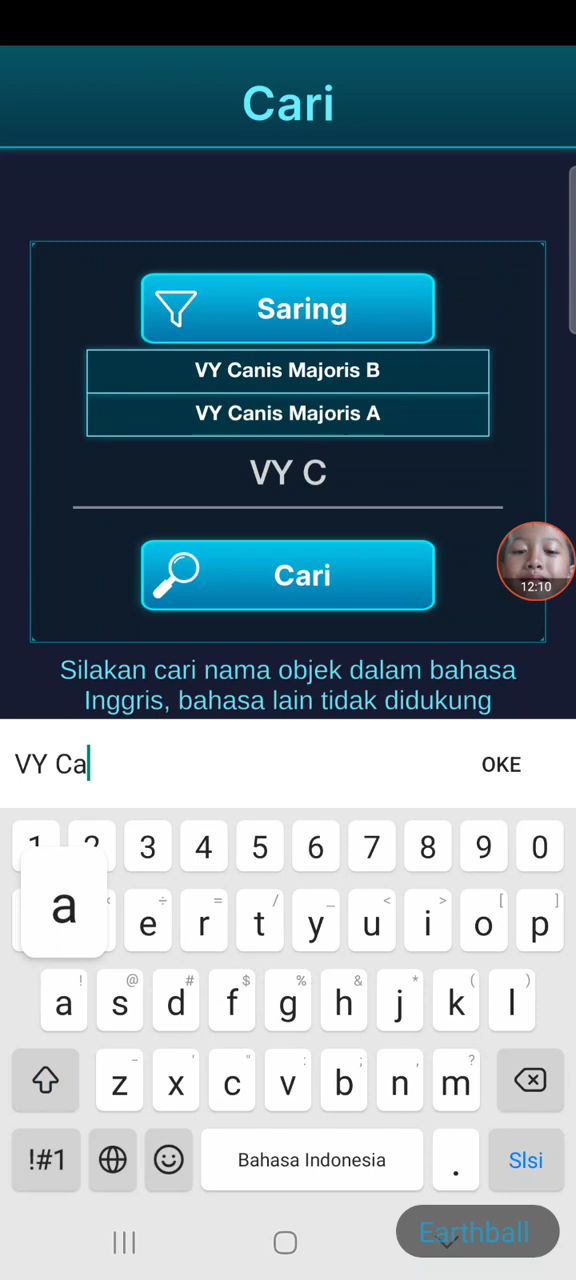 Cari
Saring
VY Canis Majoris B
VY Canis Majoris A
VY C
Cari
12:10
Silakan cari nama objek dalam bahasa
Inggris, bahasa lain tidak didukung
VY Ca
OKE
1 2 3 4 5 6 7 8 9 0
a
÷ = / _ < > [ ]
e r t y u i o p
! @ # $ % & * ( )
a s d f g h j k l
- ' " : ; , ?
z x c v b n m
!#1
Bahasa Indonesia
.
Slsi
Earthball